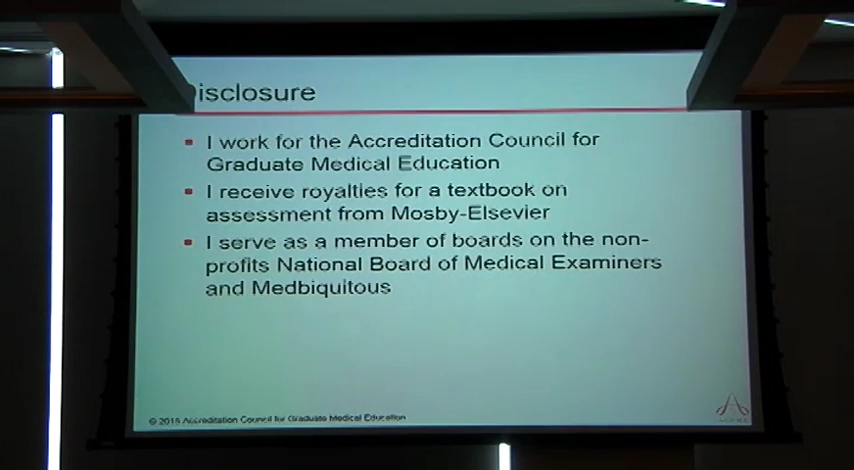 isclosure
I work for the Accreditation Council for
Graduate Medical Education
I receive royalties for a textbook on
assessment from Mosby-Elsevier
I serve as a member of boards on the non-
profits National Board of Medical Examiners
and Medbiquitous
Accreditation Council for Graduate Medical Education